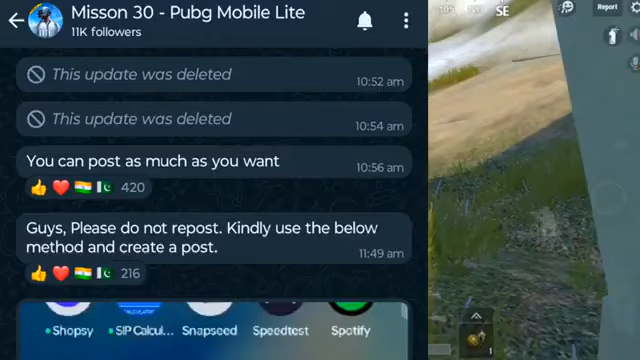 Misson 30 - Pubg Mobile Lite
11K followers
This update was deleted
10:52 am
This update was deleted
10:54 am
You can post as much as you want
10:56 am
420
Guys, Please do not repost. Kindly use the below
method and create a post.
11:49 am
216
Shopsy
SIP Calcul...
Snapseed
Speedtest
Spotify
SE
Report
1